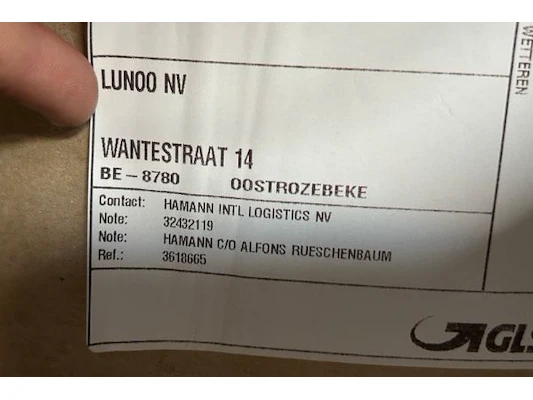 WETTEREN
LUNOO NV
WANTESTRAAT 14
BE - 8780 OOSTROZEBEKE
Contact: HAMANN INTL LOGISTICS NV
Note: 32432119
Note: HAMANN C/O ALFONS RUESCHENBAUM
Ref.: 3618665
GLS